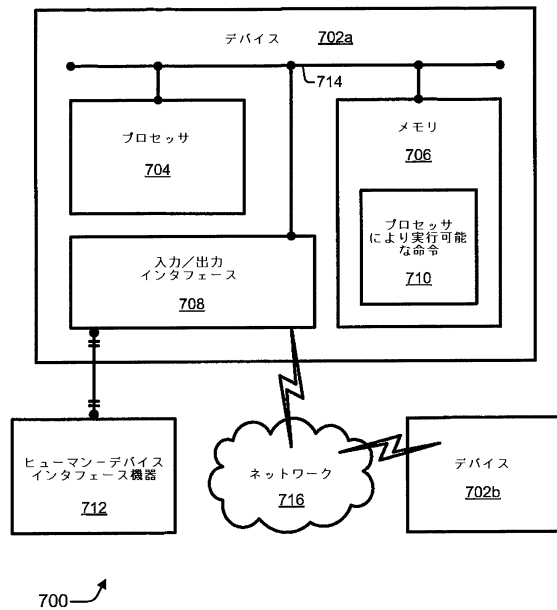 デバイス 702a
714
プロセッサ
704
メモリ
706
プロセッサ
により実行可能
な命令
710
入力/出力
インタフェース
708
ヒューマン-デバイス
インタフェース機器
712
ネットワーク
716
デバイス
702b
700